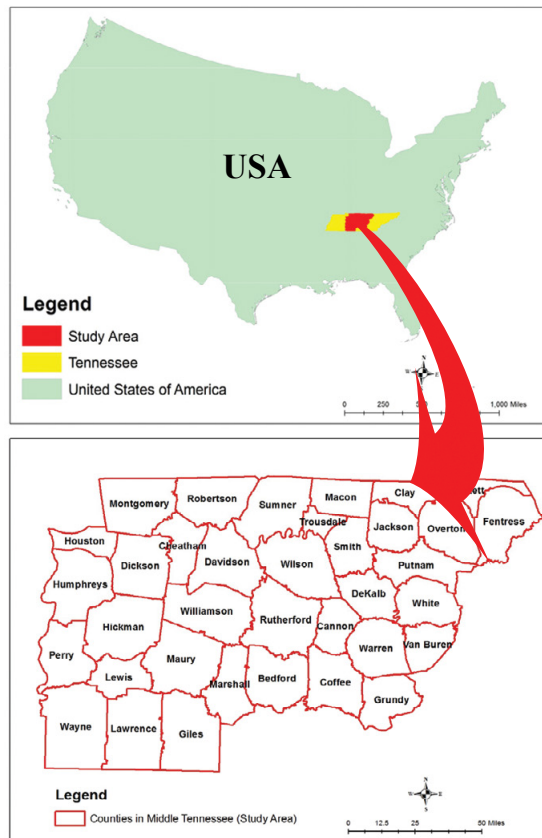 USA
Legend
Study Area
Tennessee
United States of America
N
W E
0 250 1,000 Miles
Montgomery
Robertson
Sumner
Macon
Clay
Fentress
Trousdale
Jackson
Overton
Houston
Cheatham
Davidson
Smith
Wilson
Dickson
Putnam
Humphreys
DeKalb
White
Williamson
Rutherford
Cannon
Hickman
Warren
Van Buren
Perry
Maury
Lewis
Marshall
Bedford
Coffee
Grundy
Wayne
Lawrence
Giles
Legend
Counties in Middle Tennessee (Study Area)
N
W E
S
0 12.5 25 50 Miles